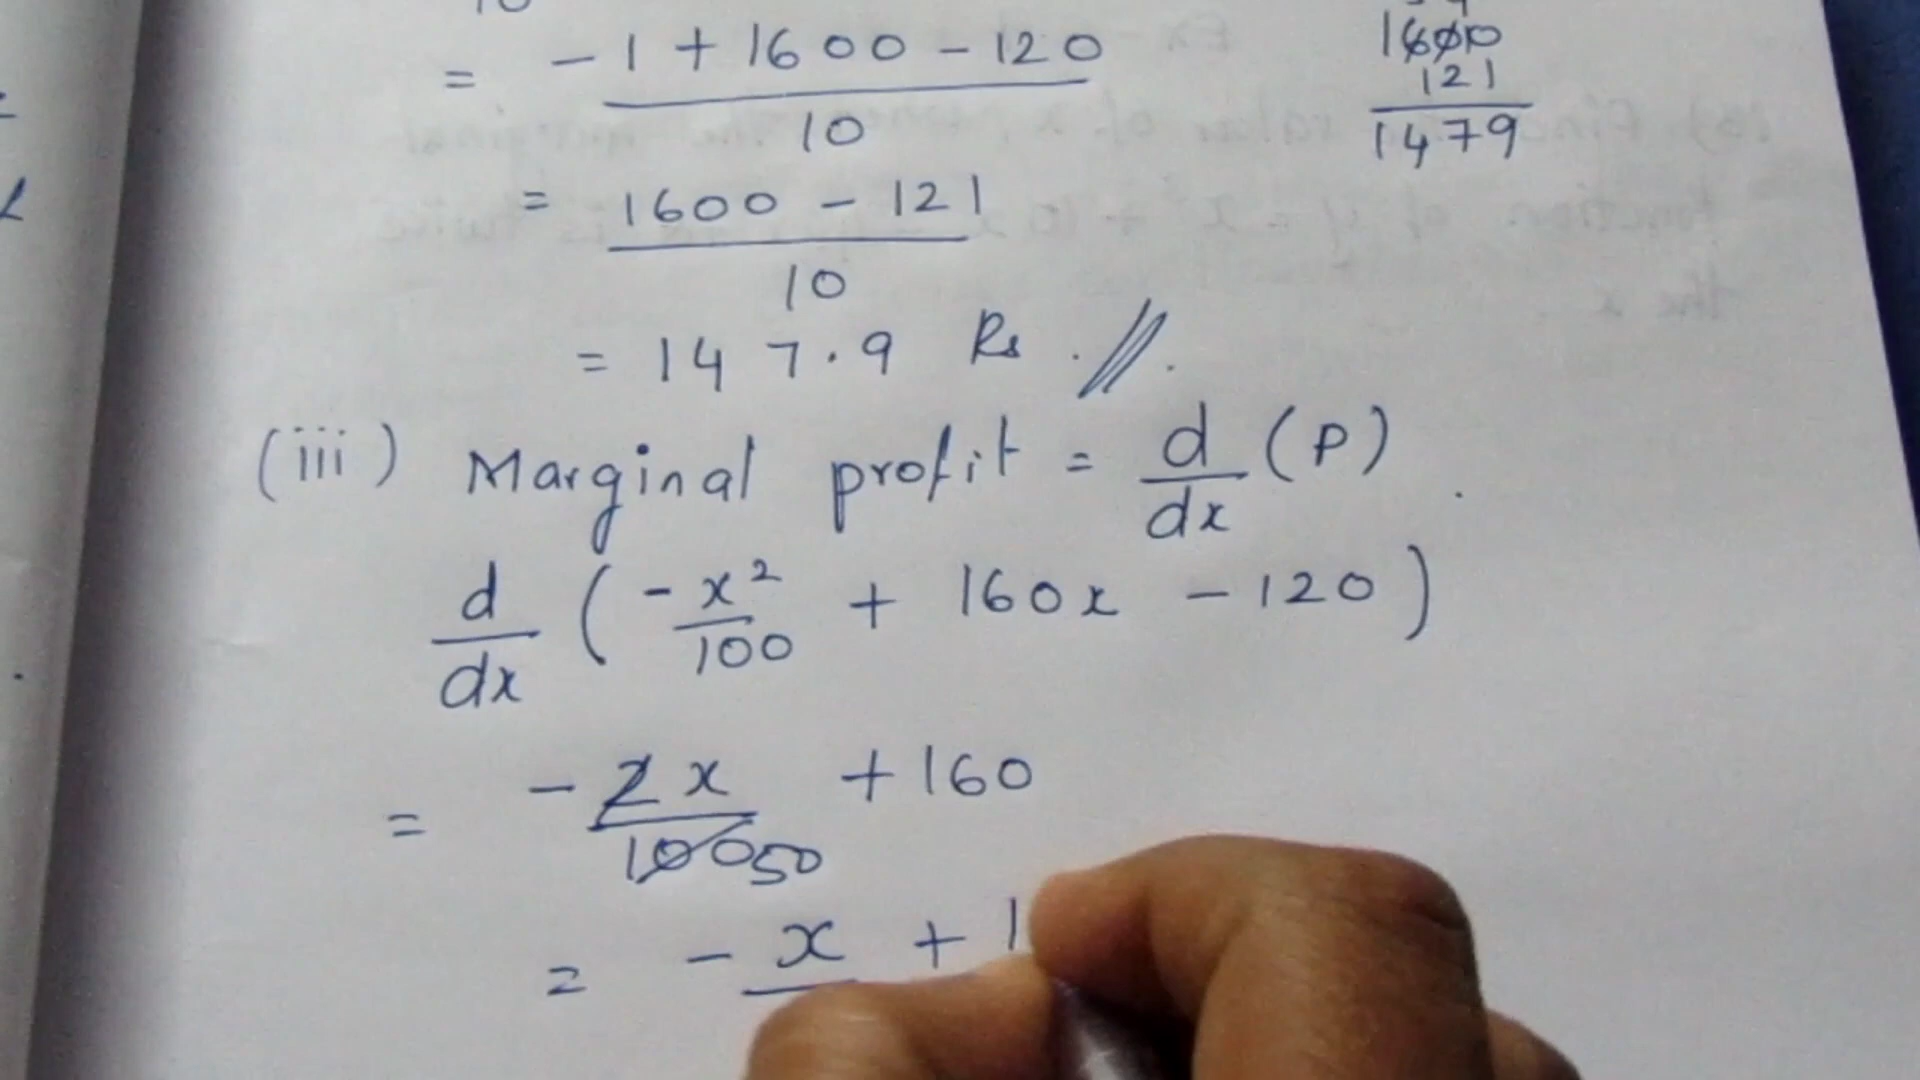 10
= -1 + 1600 - 120 / 10
1600
121
1479
= 1600 - 121 / 10
= 147.9 Rs.
(iii) Marginal profit = d/dx (P)
d/dx ( -x²/100 + 160x - 120 )
= - 2x/100 50 + 160
= - x + 1